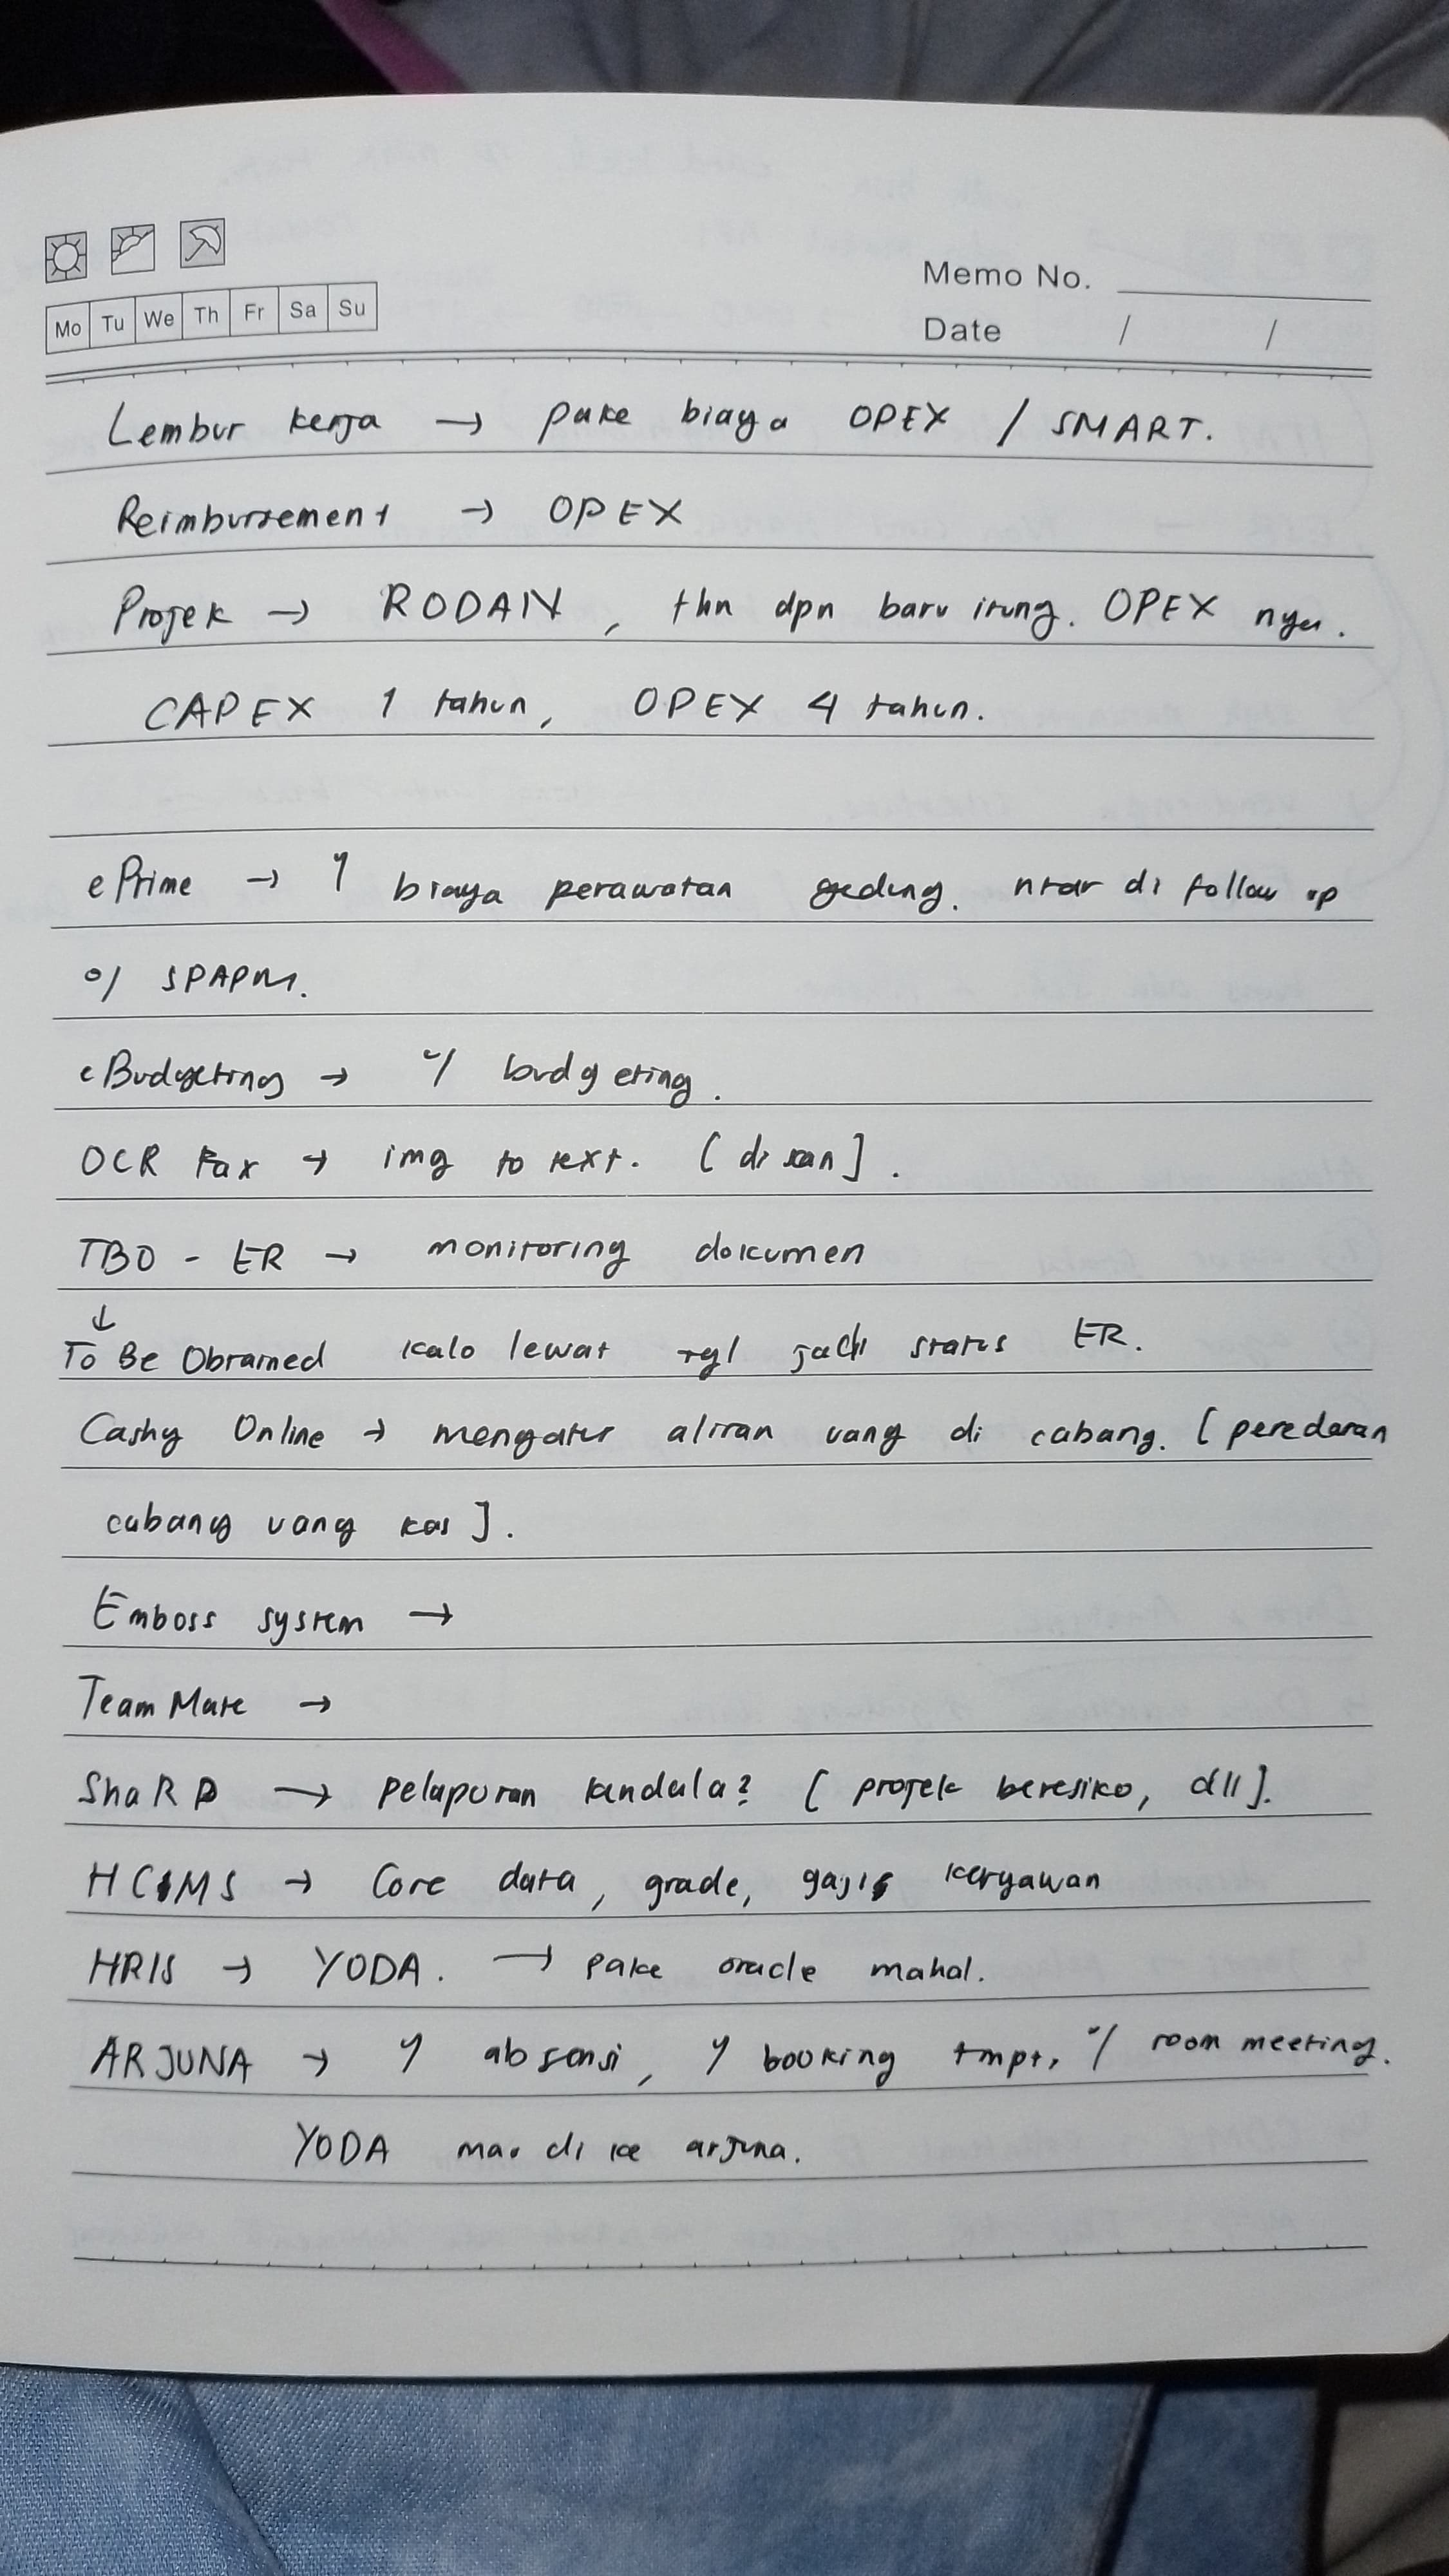 Memo No.
Mo Tu We Th Fr Sa Su
Date / /
Lembur kerja → pake biaya OPEX / SMART.
Reimbursement → OPEX
Projek → RODAN, thn dpn baru itung. OPEX nya.
CAPEX 1 tahun, OPEX 4 tahun.
ePrime → u/ biaya perawatan gedung. ntar di follow up
o/ SPAPM.
eBudgeting → u/ budgeting.
OCR Fax → img to text. [di scan].
TBO - ER → monitoring dokumen
↓
To Be Obtained kalo lewat tgl jadi status ER.
Cashy Online → mengatur aliran uang di cabang. [peredaran
cabang uang kas].
Emboss system →
Team Mate →
ShaRP → Pelaporan kendala? [projek beresiko, dll].
HCMS → Core data, grade, gaji karyawan
HRIS → YODA. → pake oracle mahal.
ARJUNA → u/ absensi, u/ booking tmpt, u/ room meeting.
YODA mau di ke arjuna.